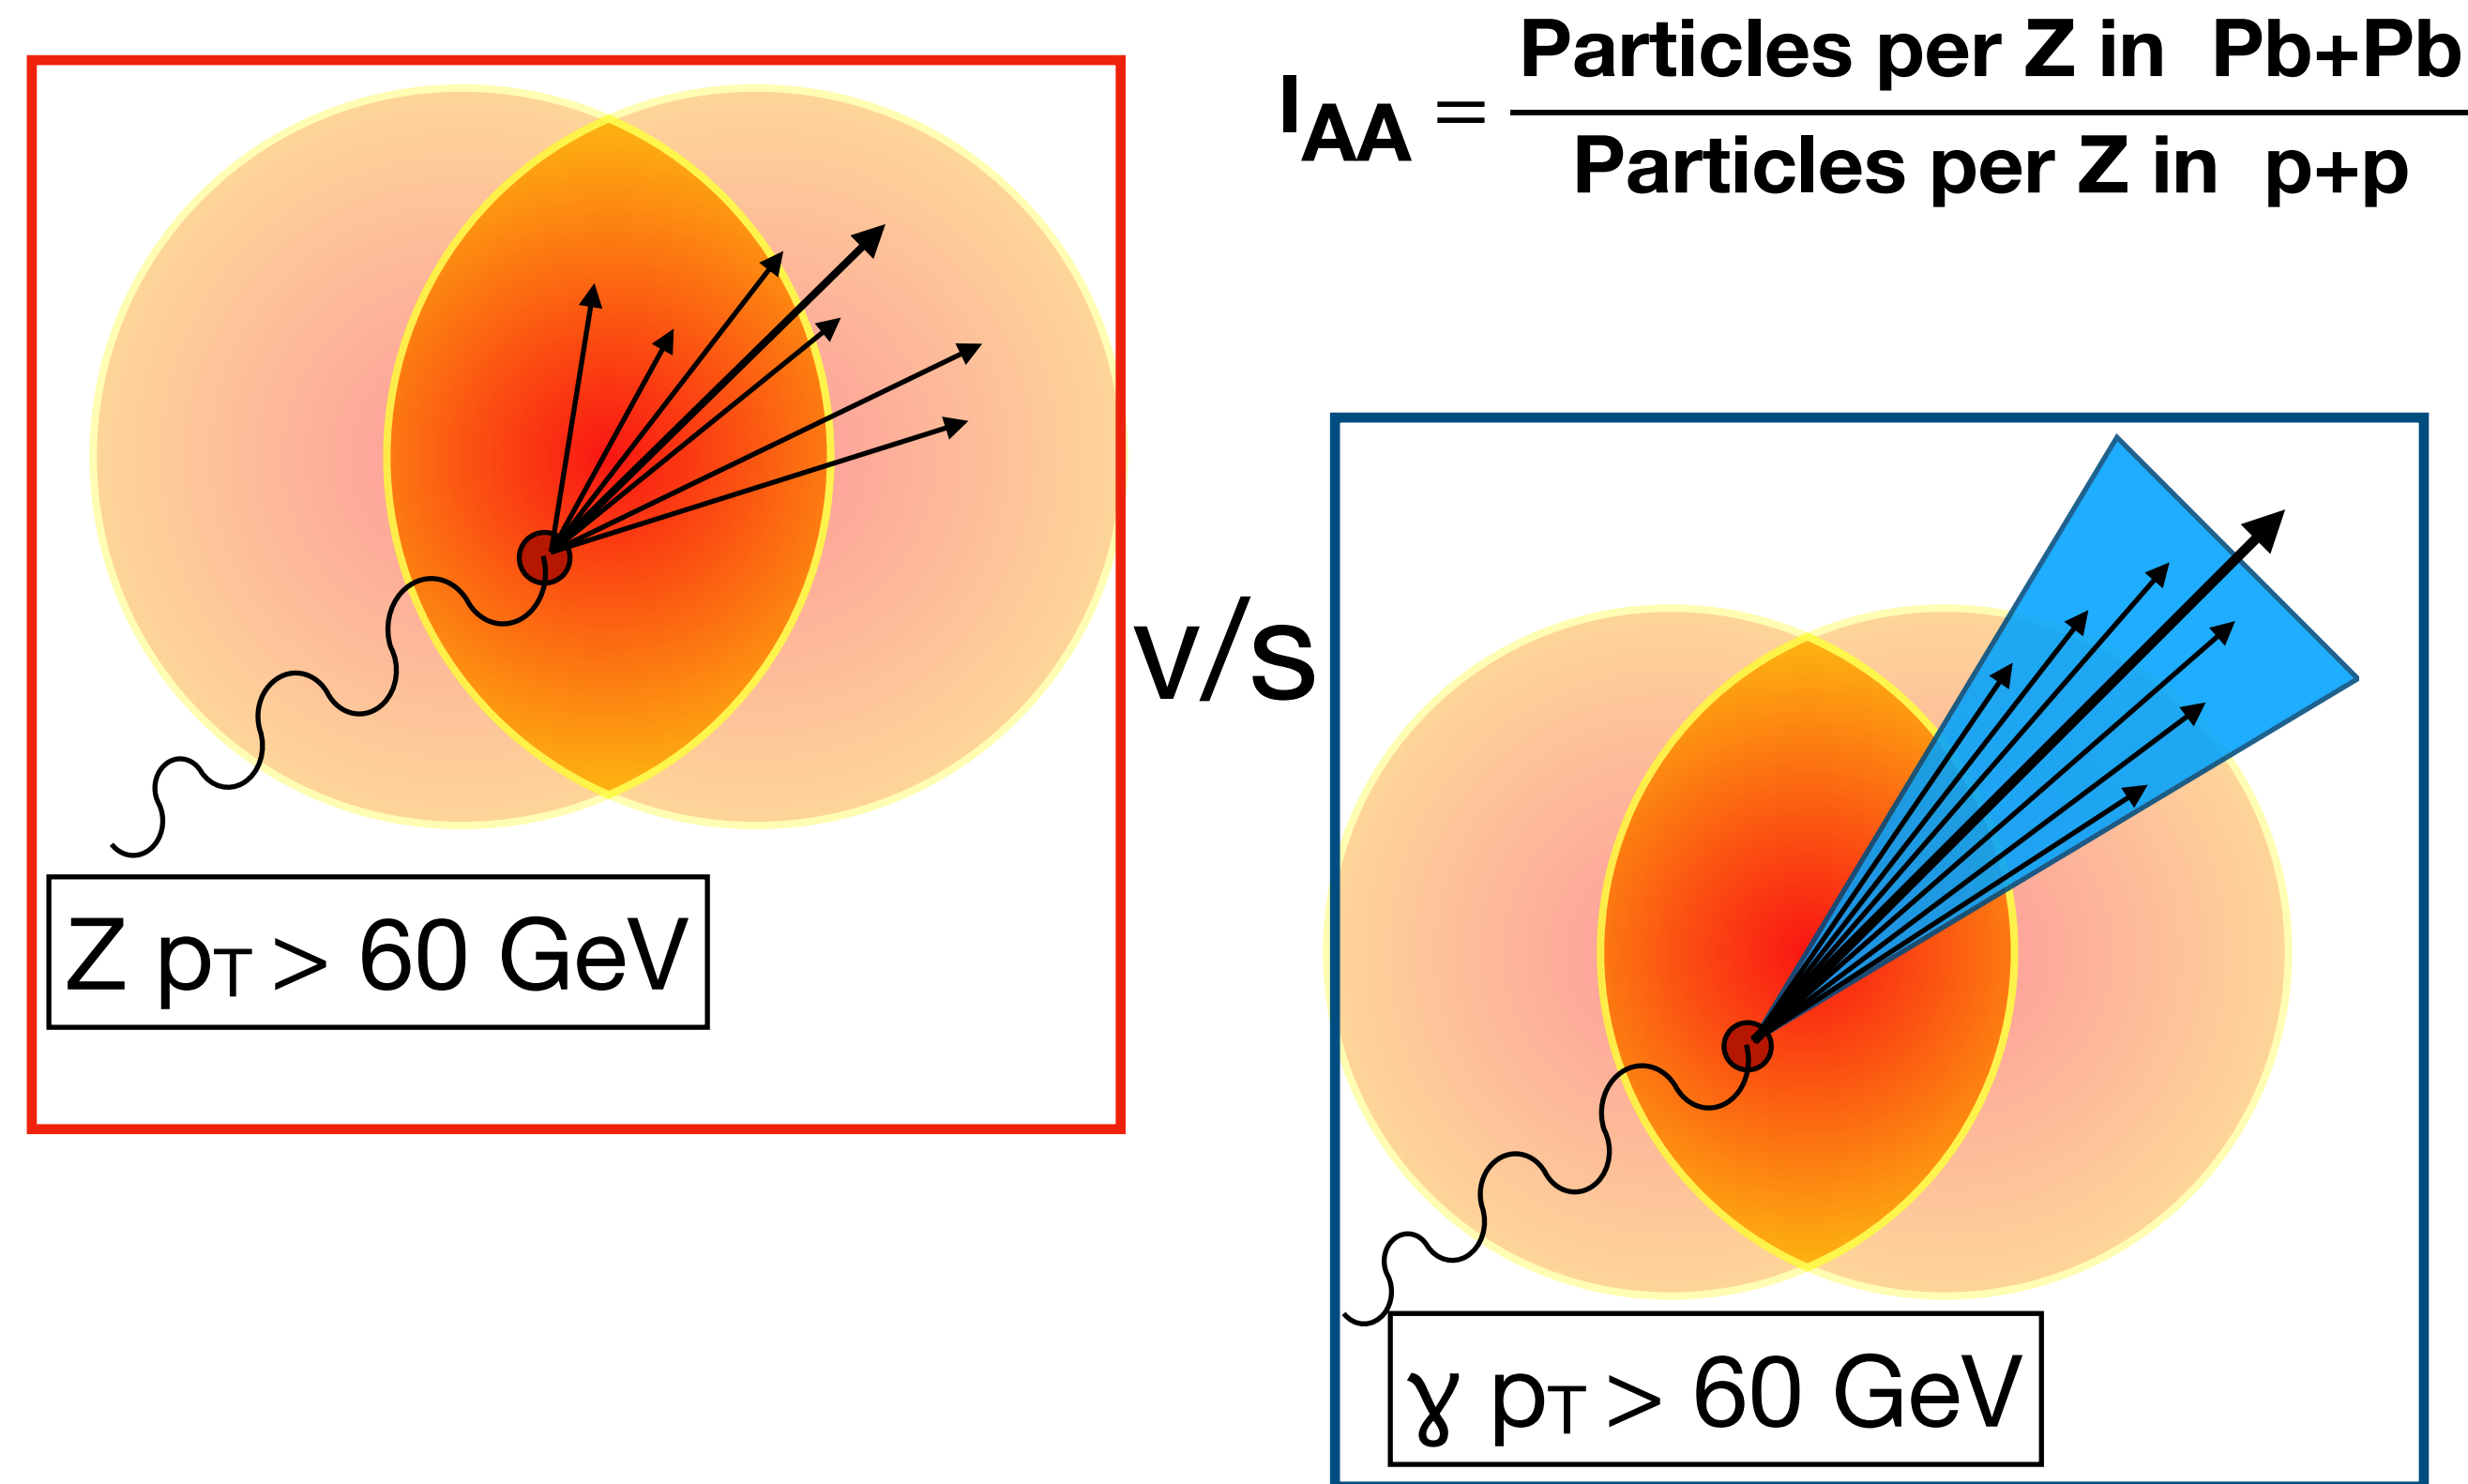 I_AA = Particles per Z in Pb+Pb
Particles per Z in p+p
v/s
Z p_T > 60 GeV
γ p_T > 60 GeV